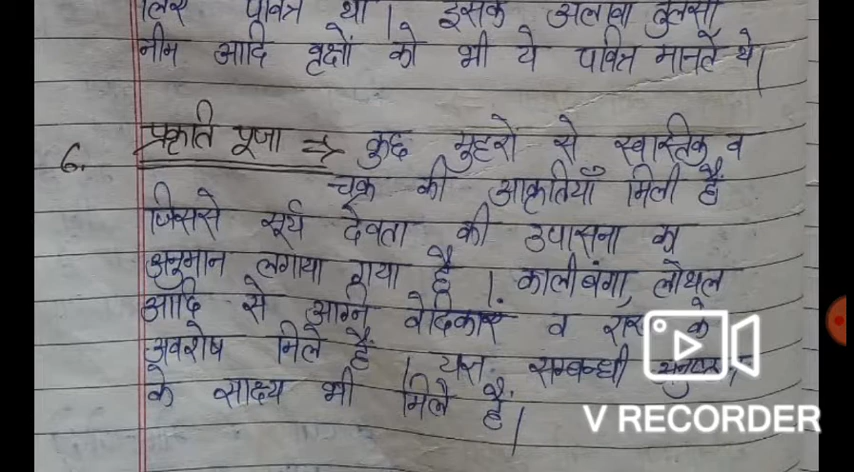 लिए पवित्र था। इसके अलावा तुलसी
नीम आदि वृक्षों को भी ये पवित्र मानते थे।
6. प्रकृति पूजा ⇒ कुछ मुहरों से स्वास्तिक व
चक्र की आकृतियाँ मिली हैं
जिससे सूर्य देवता की उपासना का
अनुमान लगाया गया है। कालीबंगा, लोथल
आदि से अग्नि वेदिकाएं व राख के
अवशेष मिले हैं। यज्ञ सम्बन्धी
के साक्ष्य भी मिले हैं।
V RECORDER